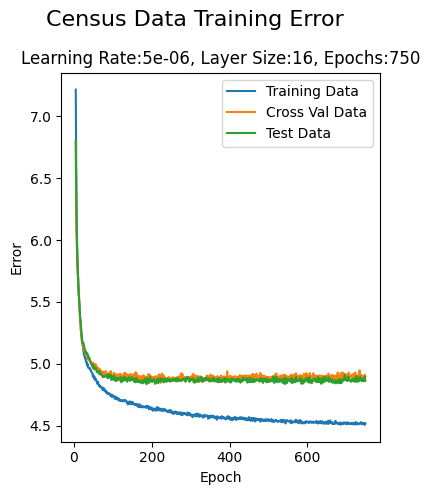 Census Data Training Error
Learning Rate:5e-06, Layer Size:16, Epochs:750
Training Data
Cross Val Data
Test Data
7.0
6.5
6.0
5.5
5.0
4.5
Error
0
200
400
600
Epoch